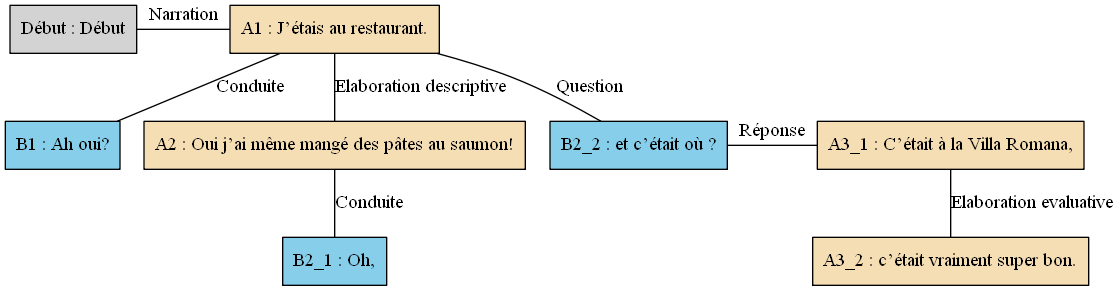 Début : Début
Narration
A1 : J’étais au restaurant.
Conduite
Elaboration descriptive
Question
B1 : Ah oui?
A2 : Oui j’ai même mangé des pâtes au saumon!
B2_2 : et c’était où ?
Réponse
A3_1 : C’était à la Villa Romana,
Conduite
Elaboration evaluative
B2_1 : Oh,
A3_2 : c’était vraiment super bon.